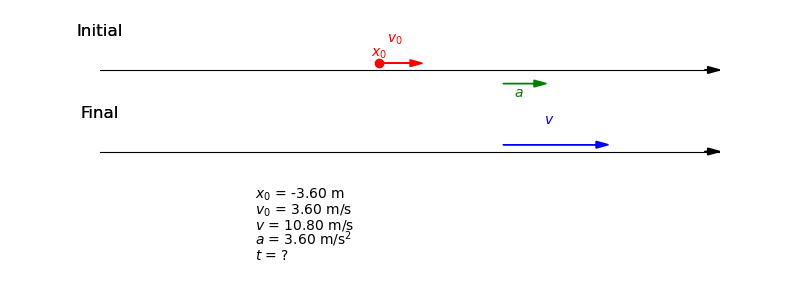 Initial
v₀
x₀
a
Final
v
x₀ = -3.60 m
v₀ = 3.60 m/s
v = 10.80 m/s
a = 3.60 m/s²
t = ?